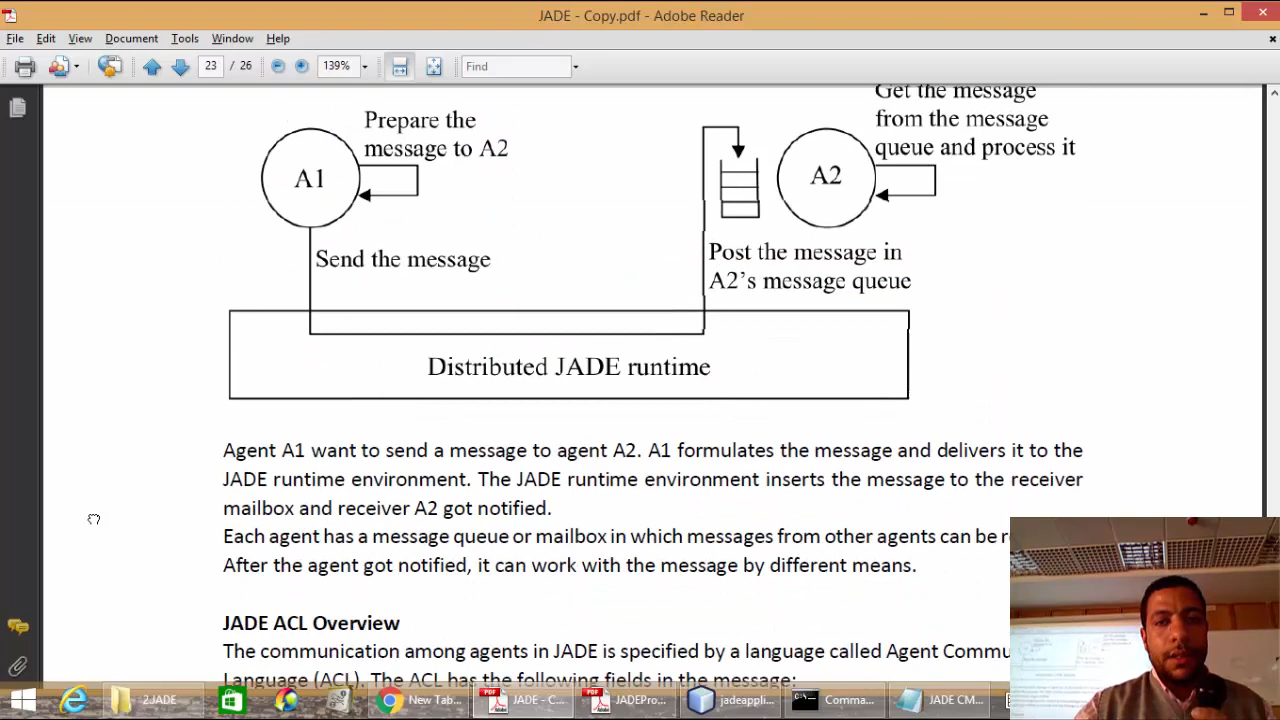 JADE - Copy.pdf - Adobe Reader
File Edit View Document Tools Window Help
23 / 26 139% Find
Get the message
from the message
queue and process it
Prepare the
message to A2
A1
A2
Send the message
Post the message in
A2's message queue
Distributed JADE runtime
Agent A1 want to send a message to agent A2. A1 formulates the message and delivers it to the
JADE runtime environment. The JADE runtime environment inserts the message to the receiver
mailbox and receiver A2 got notified.
Each agent has a message queue or mailbox in which messages from other agents can be
After the agent got notified, it can work with the message by different means.
JADE ACL Overview
The communication among agents in JADE is specified by a language called Agent
Language (ACL). The ACL has the following fields in the message:
2JADE New Tab... JADE - C... JADEPro... jadeappli... Comma... JADE CM...